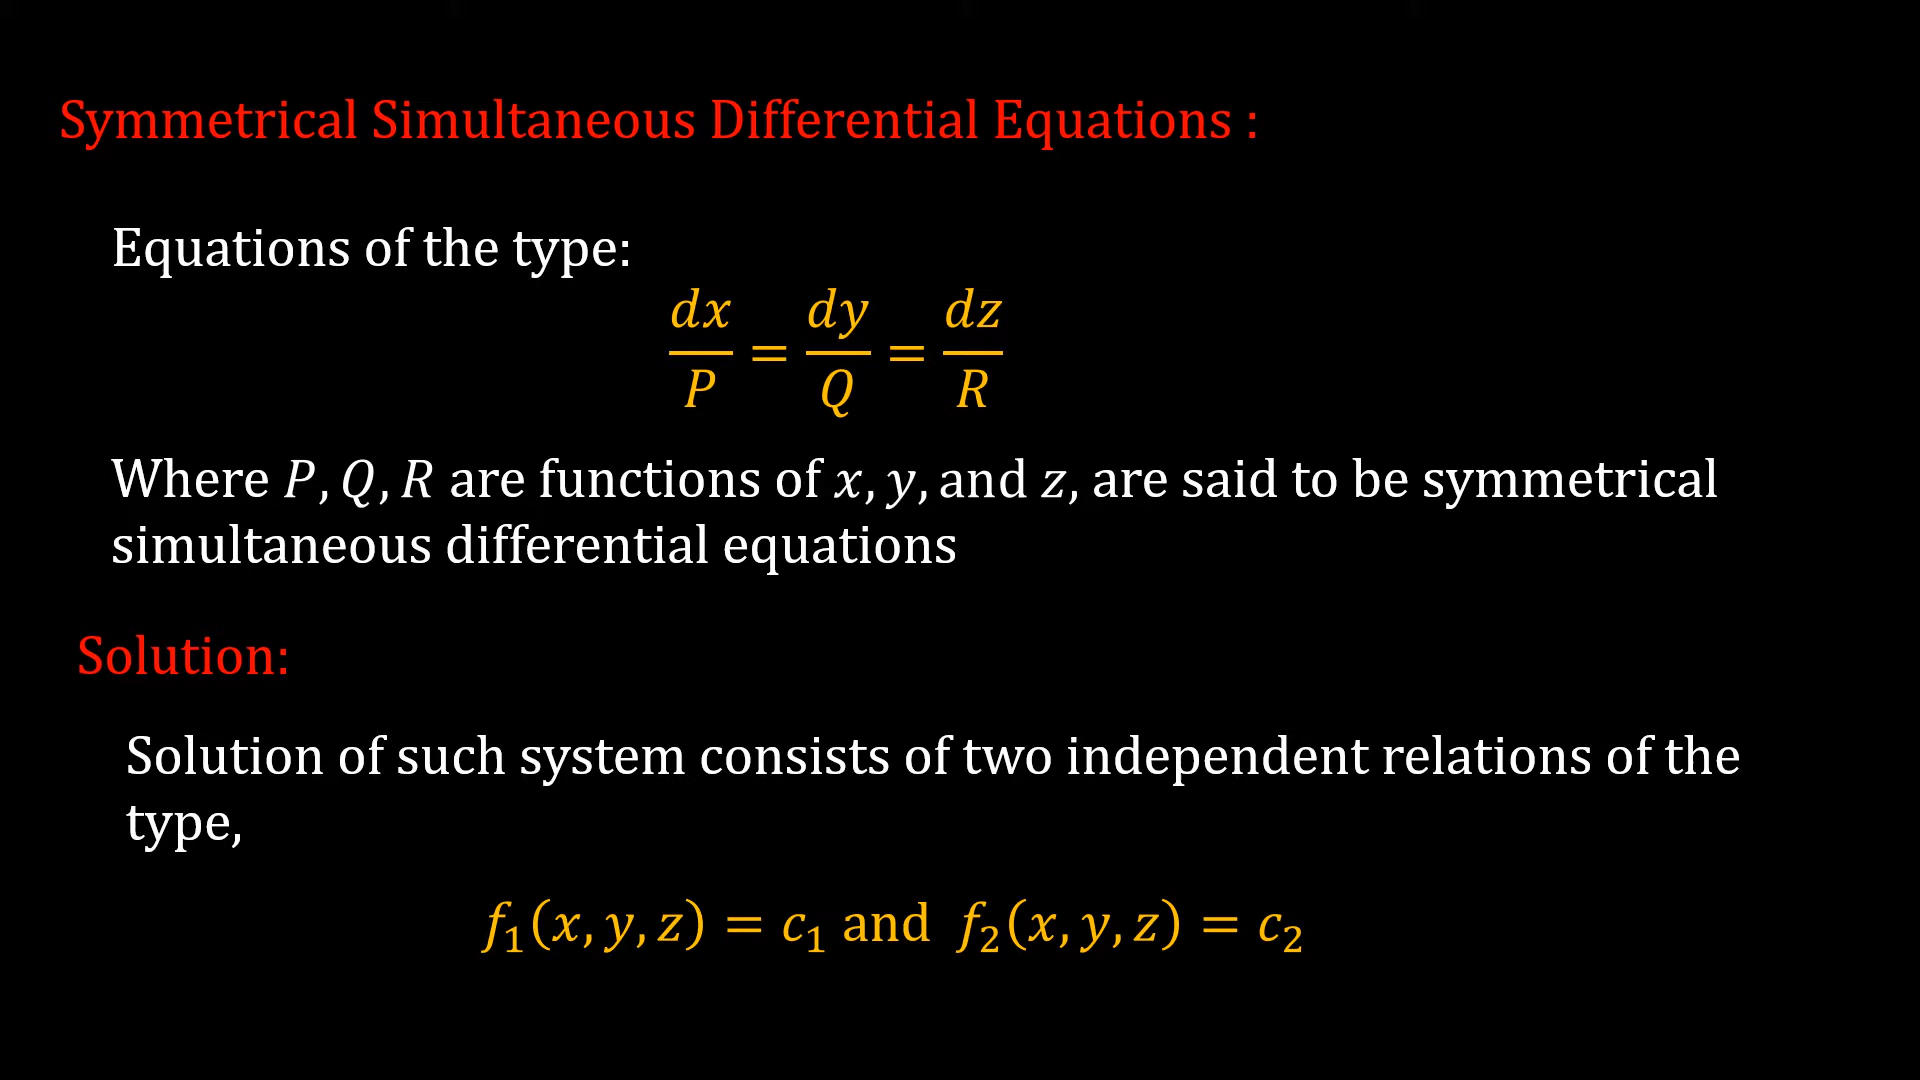 Symmetrical Simultaneous Differential Equations :
Equations of the type:
dx/P = dy/Q = dz/R
Where P, Q, R are functions of x, y, and z, are said to be symmetrical
simultaneous differential equations
Solution:
Solution of such system consists of two independent relations of the
type,
f₁(x, y, z) = c₁ and f₂(x, y, z) = c₂